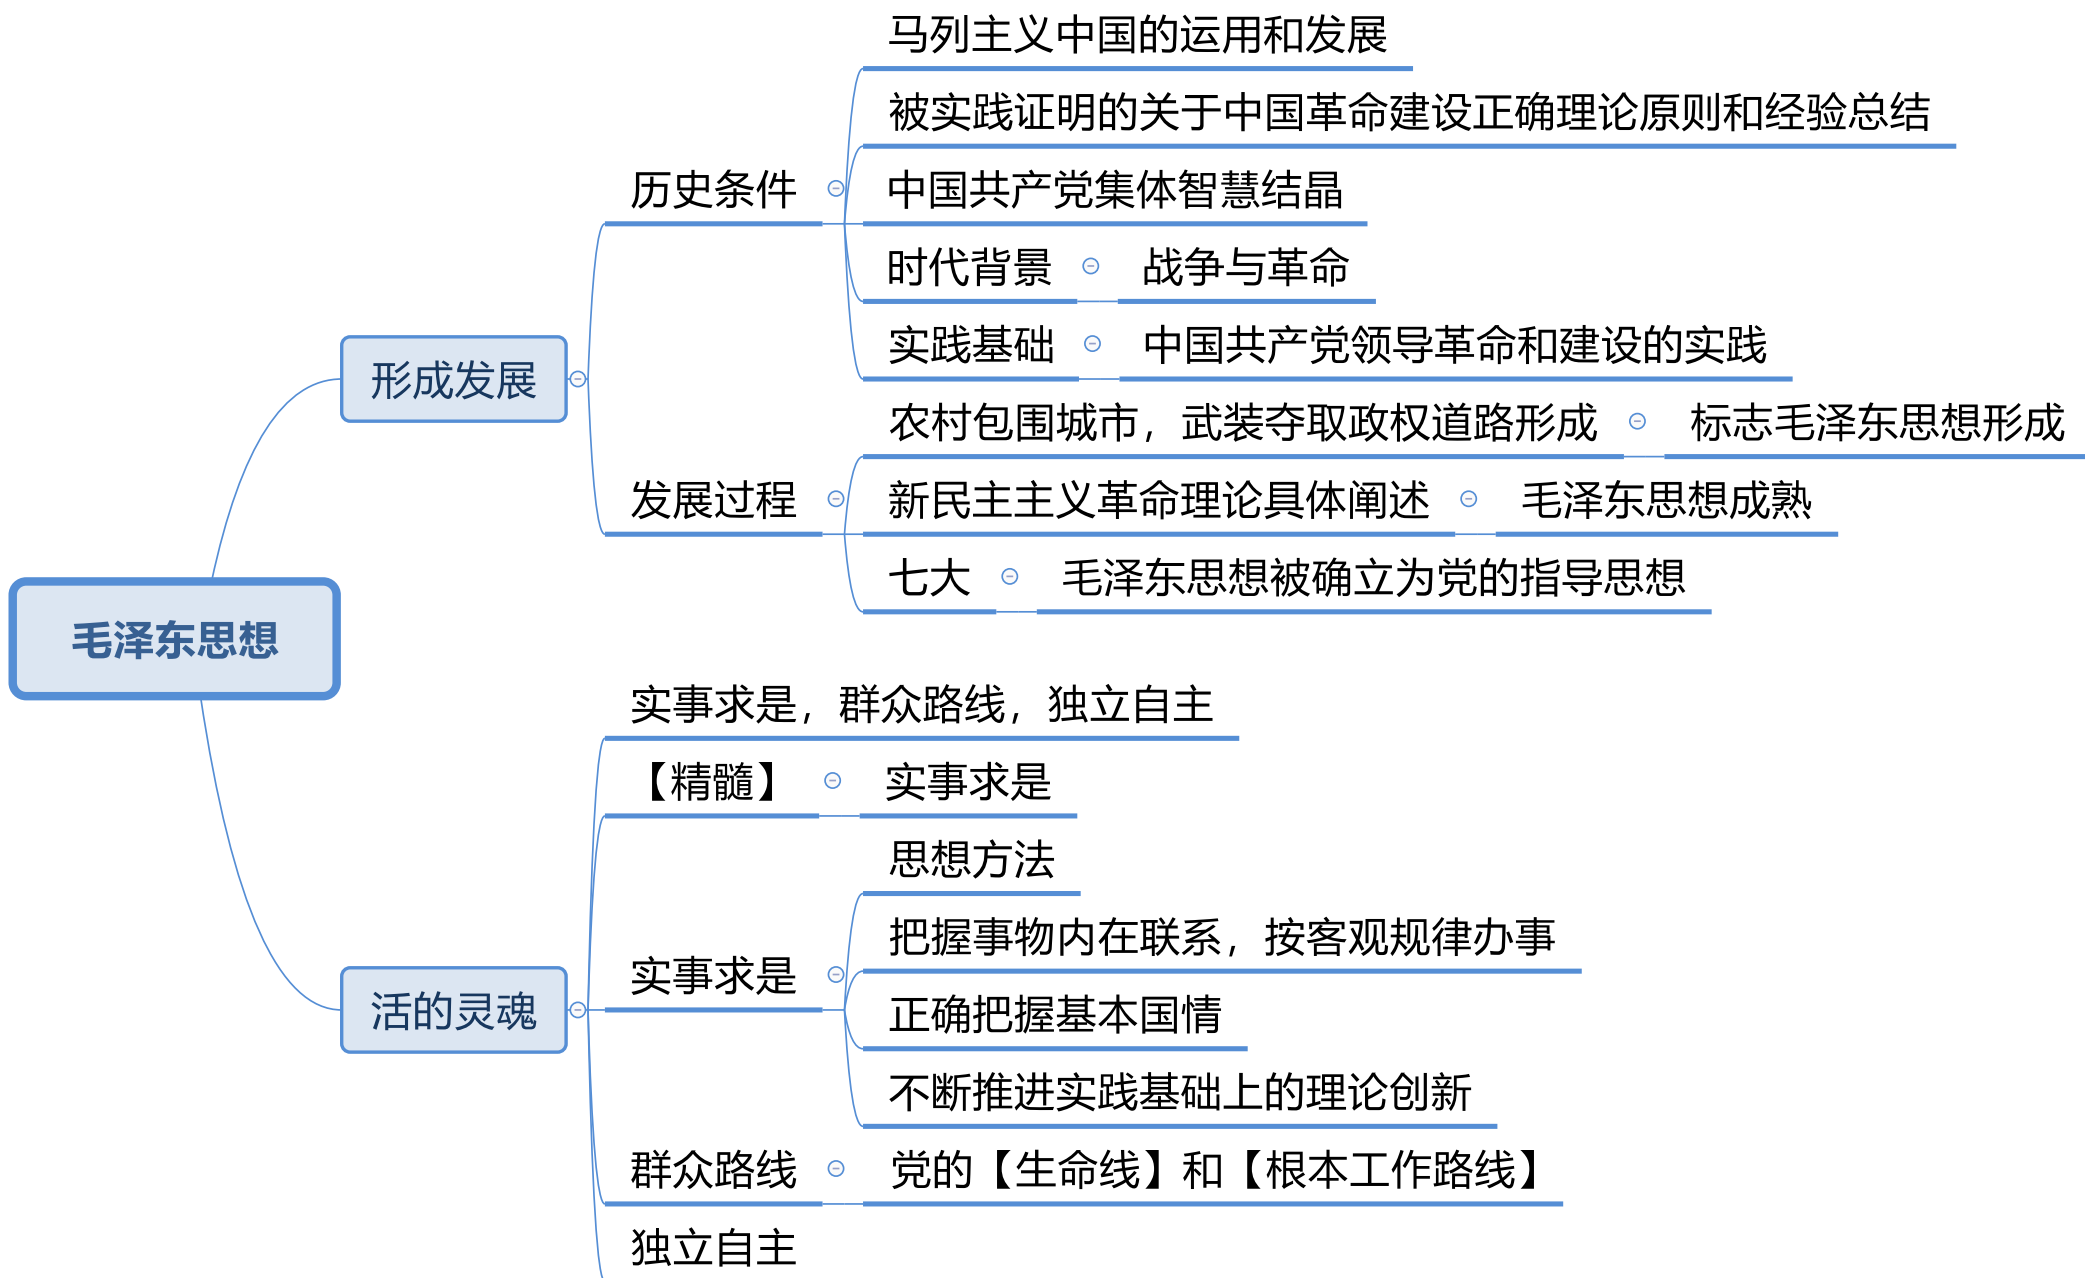 毛泽东思想
形成发展
历史条件
马列主义中国的运用和发展
被实践证明的关于中国革命建设正确理论原则和经验总结
中国共产党集体智慧结晶
时代背景
战争与革命
实践基础
中国共产党领导革命和建设的实践
发展过程
农村包围城市，武装夺取政权道路形成
标志毛泽东思想形成
新民主主义革命理论具体阐述
毛泽东思想成熟
七大
毛泽东思想被确立为党的指导思想
活的灵魂
实事求是，群众路线，独立自主
【精髓】
实事求是
实事求是
思想方法
把握事物内在联系，按客观规律办事
正确把握基本国情
不断推进实践基础上的理论创新
群众路线
党的【生命线】和【根本工作路线】
独立自主